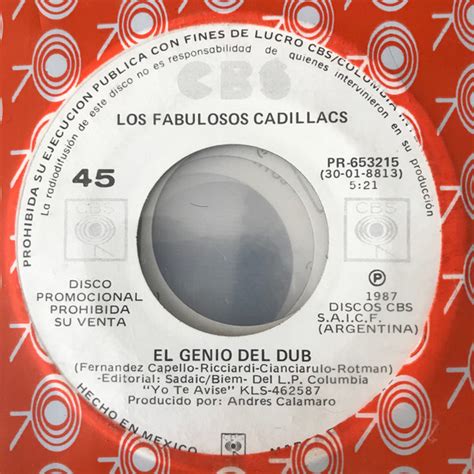 PROHIBIDA SU EJECUCION PUBLICA CON FINES DE LUCRO CBS/COLUMBIA
La radiodifusión de este disco no es responsabilidad de quienes intervinieron en su producción
CBS
LOS FABULOSOS CADILLACS
45
PR-653215
(30-01-8813)
5:21
CBS
CBS
DISCO
PROMOCIONAL
PROHIBIDA
SU VENTA
P
1987
DISCOS CBS
S.A.I.C.F.
(ARGENTINA)
EL GENIO DEL DUB
(Fernandez Capello-Ricciardi-Cianciarulo-Rotman)
-Editorial: Sadaic/Biem- Del L.P. Columbia
"Yo Te Avise" KLS-462587
Producido por: Andres Calamaro
HECHO EN MEXICO